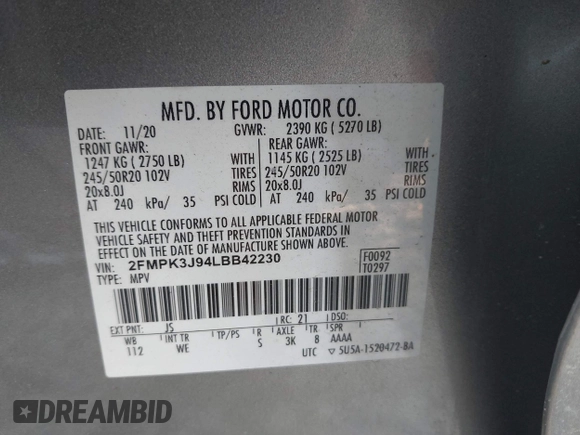 MFD. BY FORD MOTOR CO.
DATE: 11/20 GVWR: 2390 KG ( 5270 LB)
FRONT GAWR: REAR GAWR:
1247 KG ( 2750 LB) WITH 1145 KG ( 2525 LB) WITH
245/50R20 102V TIRES 245/50R20 102V TIRES
20x8.0J RIMS 20x8.0J RIMS
AT 240 kPa/ 35 PSI COLD AT 240 kPa/ 35 PSI COLD
THIS VEHICLE CONFORMS TO ALL APPLICABLE FEDERAL MOTOR
VEHICLE SAFETY AND THEFT PREVENTION STANDARDS IN
EFFECT ON THE DATE OF MANUFACTURE SHOWN ABOVE.
VIN: 2FMPK3J94LBB42230 F0092
TYPE: MPV T0297
EXT PNT: JS RC: 21 DSO:
WB INT TR TP/PS R AXLE TR SPR
112 WE S 3K 8 AAAA
UTC ▽ 5U5A-1520472-BA
DREAMBID